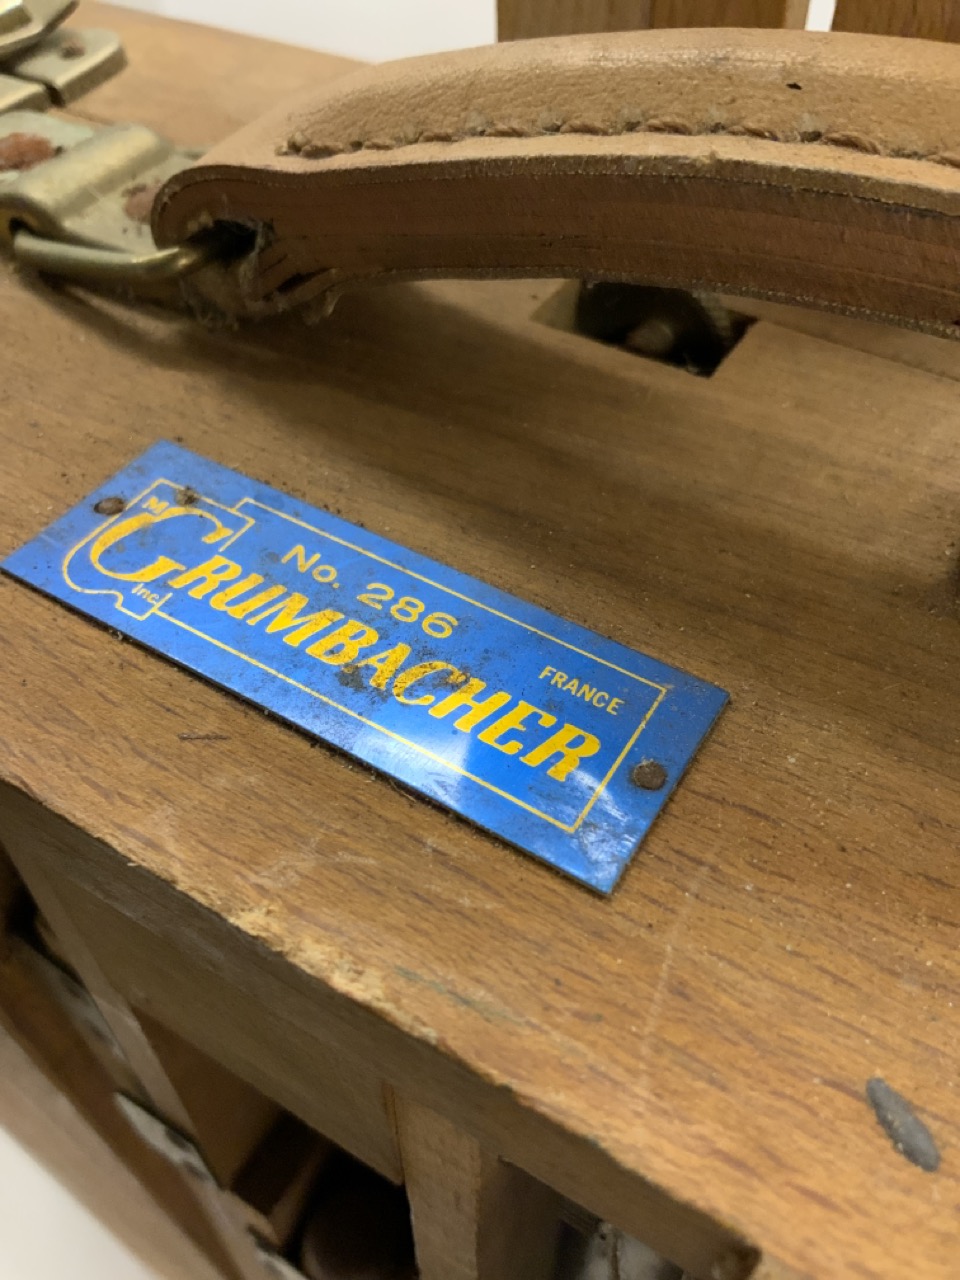 No. 286
M
GRUMBACHER
Inc.
FRANCE